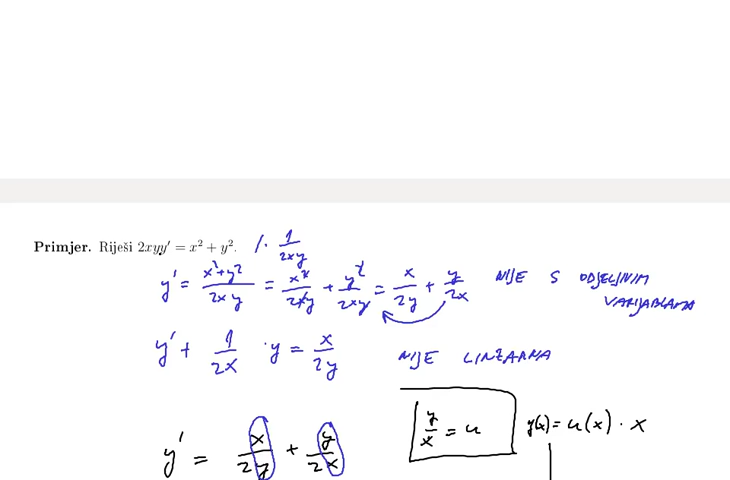 Primjer. Riješi 2xyy' = x² + y². /· 1/2xy
y' = (x²+y²)/(2xy) = x²/(2xy) + y²/(2xy) = x/(2y) + y/(2x) NIJE S ODJELJIVIM
VARIJABLAMA
y' + 1/(2x) · y = x/(2y) NIJE LINEARNA
y' = x/(2y) + y/(2x) y/x = u y(x) = u(x) · x